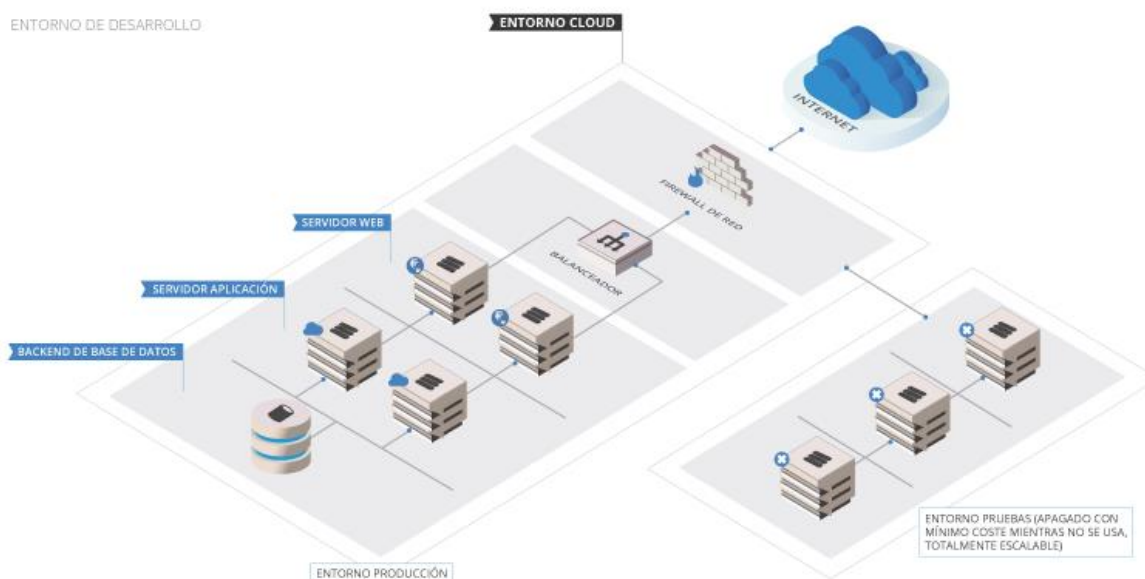 ENTORNO DE DESARROLLO
ENTORNO CLOUD
INTERNET
FIREWALL DE RED
BALANCEADOR
SERVIDOR WEB
SERVIDOR APLICACIÓN
BACKEND DE BASE DE DATOS
ENTORNO PRUEBAS (APAGADO CON
MÍNIMO COSTE MIENTRAS NO SE USA,
TOTALMENTE ESCALABLE)
ENTORNO PRODUCCIÓN